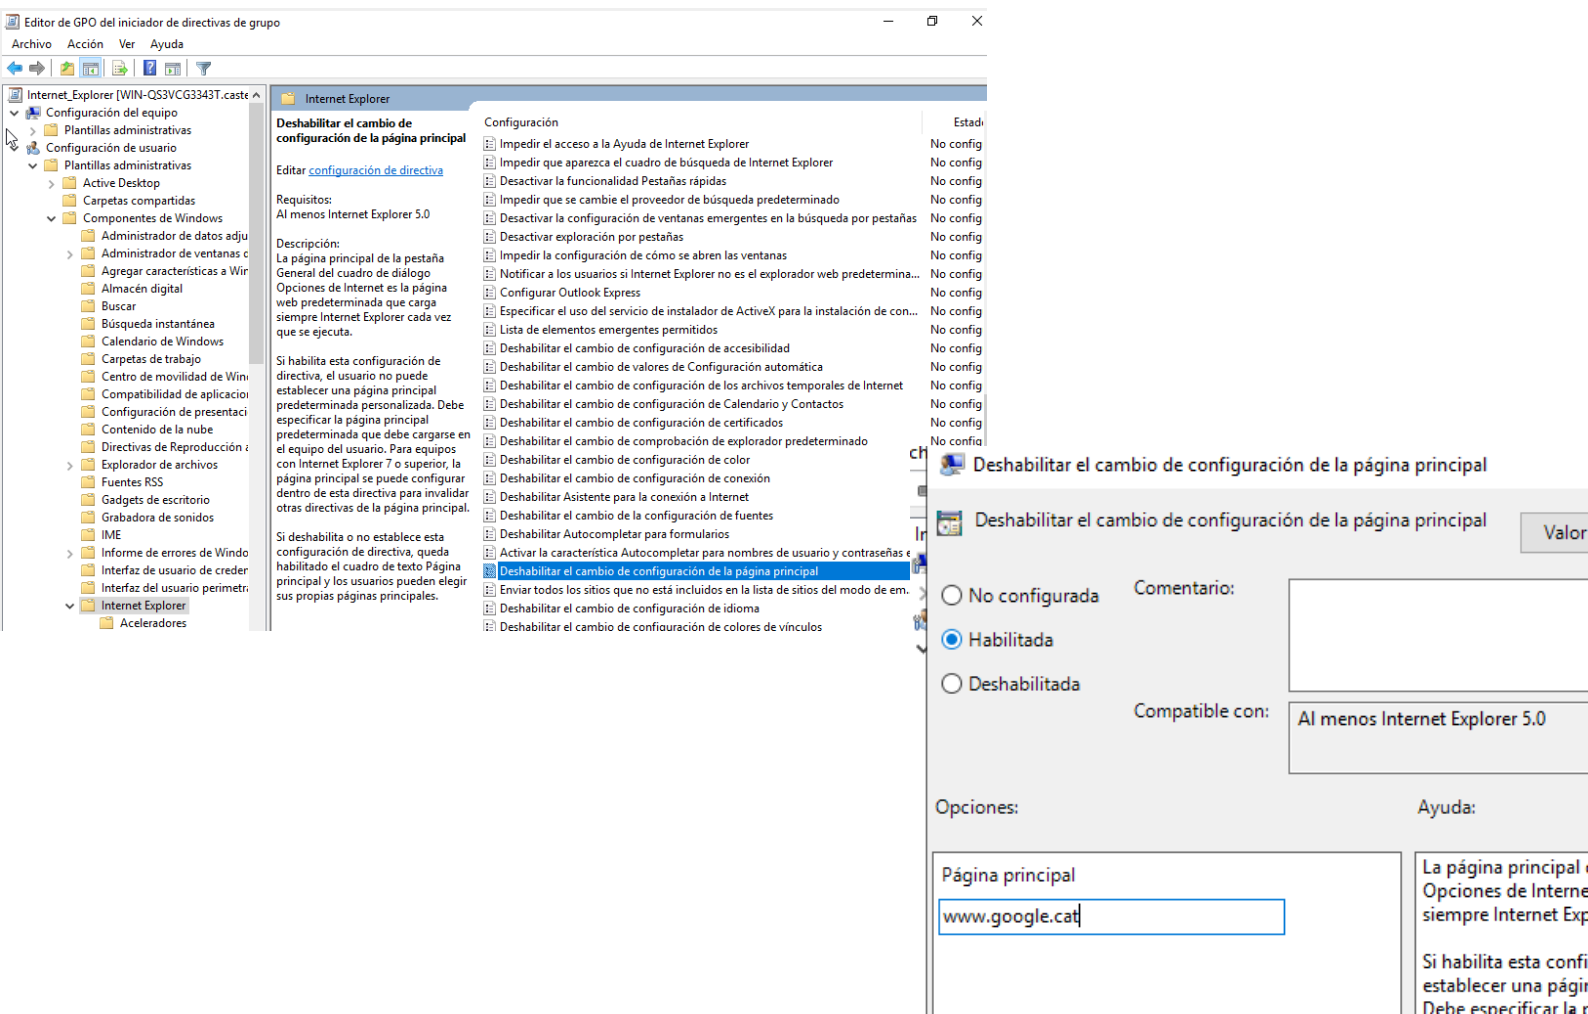 Editor de GPO del iniciador de directivas de grupo
Archivo Acción Ver Ayuda
Internet_Explorer [WIN-QS3VCG3343T.caste
Configuración del equipo
Plantillas administrativas
Configuración de usuario
Plantillas administrativas
Active Desktop
Carpetas compartidas
Componentes de Windows
Administrador de datos adju
Administrador de ventanas d
Agregar características a Win
Almacén digital
Buscar
Búsqueda instantánea
Calendario de Windows
Carpetas de trabajo
Centro de movilidad de Wind
Compatibilidad de aplicacion
Configuración de presentaci
Contenido de la nube
Directivas de Reproducción a
Explorador de archivos
Fuentes RSS
Gadgets de escritorio
Grabadora de sonidos
IME
Informe de errores de Windo
Interfaz de usuario de creden
Interfaz del usuario perimetra
Internet Explorer
Aceleradores
Internet Explorer
Deshabilitar el cambio de
configuración de la página principal
Editar configuración de directiva
Requisitos:
Al menos Internet Explorer 5.0
Descripción:
La página principal de la pestaña
General del cuadro de diálogo
Opciones de Internet es la página
web predeterminada que carga
siempre Internet Explorer cada vez
que se ejecuta.
Si habilita esta configuración de
directiva, el usuario no puede
establecer una página principal
predeterminada personalizada. Debe
especificar la página principal
predeterminada que debe cargarse en
el equipo del usuario. Para equipos
con Internet Explorer 7 o superior, la
página principal se puede configurar
dentro de esta directiva para invalidar
otras directivas de la página principal.
Si deshabilita o no establece esta
configuración de directiva, queda
habilitado el cuadro de texto Página
principal y los usuarios pueden elegir
sus propias páginas principales.
Configuración Estad
Impedir el acceso a la Ayuda de Internet Explorer No config
Impedir que aparezca el cuadro de búsqueda de Internet Explorer No config
Desactivar la funcionalidad Pestañas rápidas No config
Impedir que se cambie el proveedor de búsqueda predeterminado No config
Desactivar la configuración de ventanas emergentes en la búsqueda por pestañas No config
Desactivar exploración por pestañas No config
Impedir la configuración de cómo se abren las ventanas No config
Notificar a los usuarios si Internet Explorer no es el explorador web predetermina... No config
Configurar Outlook Express No config
Especificar el uso del servicio de instalador de ActiveX para la instalación de con... No config
Lista de elementos emergentes permitidos No config
Deshabilitar el cambio de configuración de accesibilidad No config
Deshabilitar el cambio de valores de Configuración automática No config
Deshabilitar el cambio de configuración de los archivos temporales de Internet No config
Deshabilitar el cambio de configuración de Calendario y Contactos No config
Deshabilitar el cambio de configuración de certificados No config
Deshabilitar el cambio de comprobación de explorador predeterminado No config
Deshabilitar el cambio de configuración de color
Deshabilitar el cambio de configuración de conexión
Deshabilitar Asistente para la conexión a Internet
Deshabilitar el cambio de la configuración de fuentes
Deshabilitar Autocompletar para formularios
Activar la característica Autocompletar para nombres de usuario y contraseñas e
Deshabilitar el cambio de configuración de la página principal
Enviar todos los sitios que no está incluidos en la lista de sitios del modo de em.
Deshabilitar el cambio de configuración de idioma
Deshabilitar el cambio de configuración de colores de vínculos
ch
Ir
Deshabilitar el cambio de configuración de la página principal
Deshabilitar el cambio de configuración de la página principal
Valor
No configurada
Comentario:
Habilitada
Deshabilitada
Compatible con:
Al menos Internet Explorer 5.0
Opciones:
Ayuda:
Página principal
www.google.cat
La página principal
Opciones de Interne
siempre Internet Exp
Si habilita esta confi
establecer una págin
Debe especificar la p